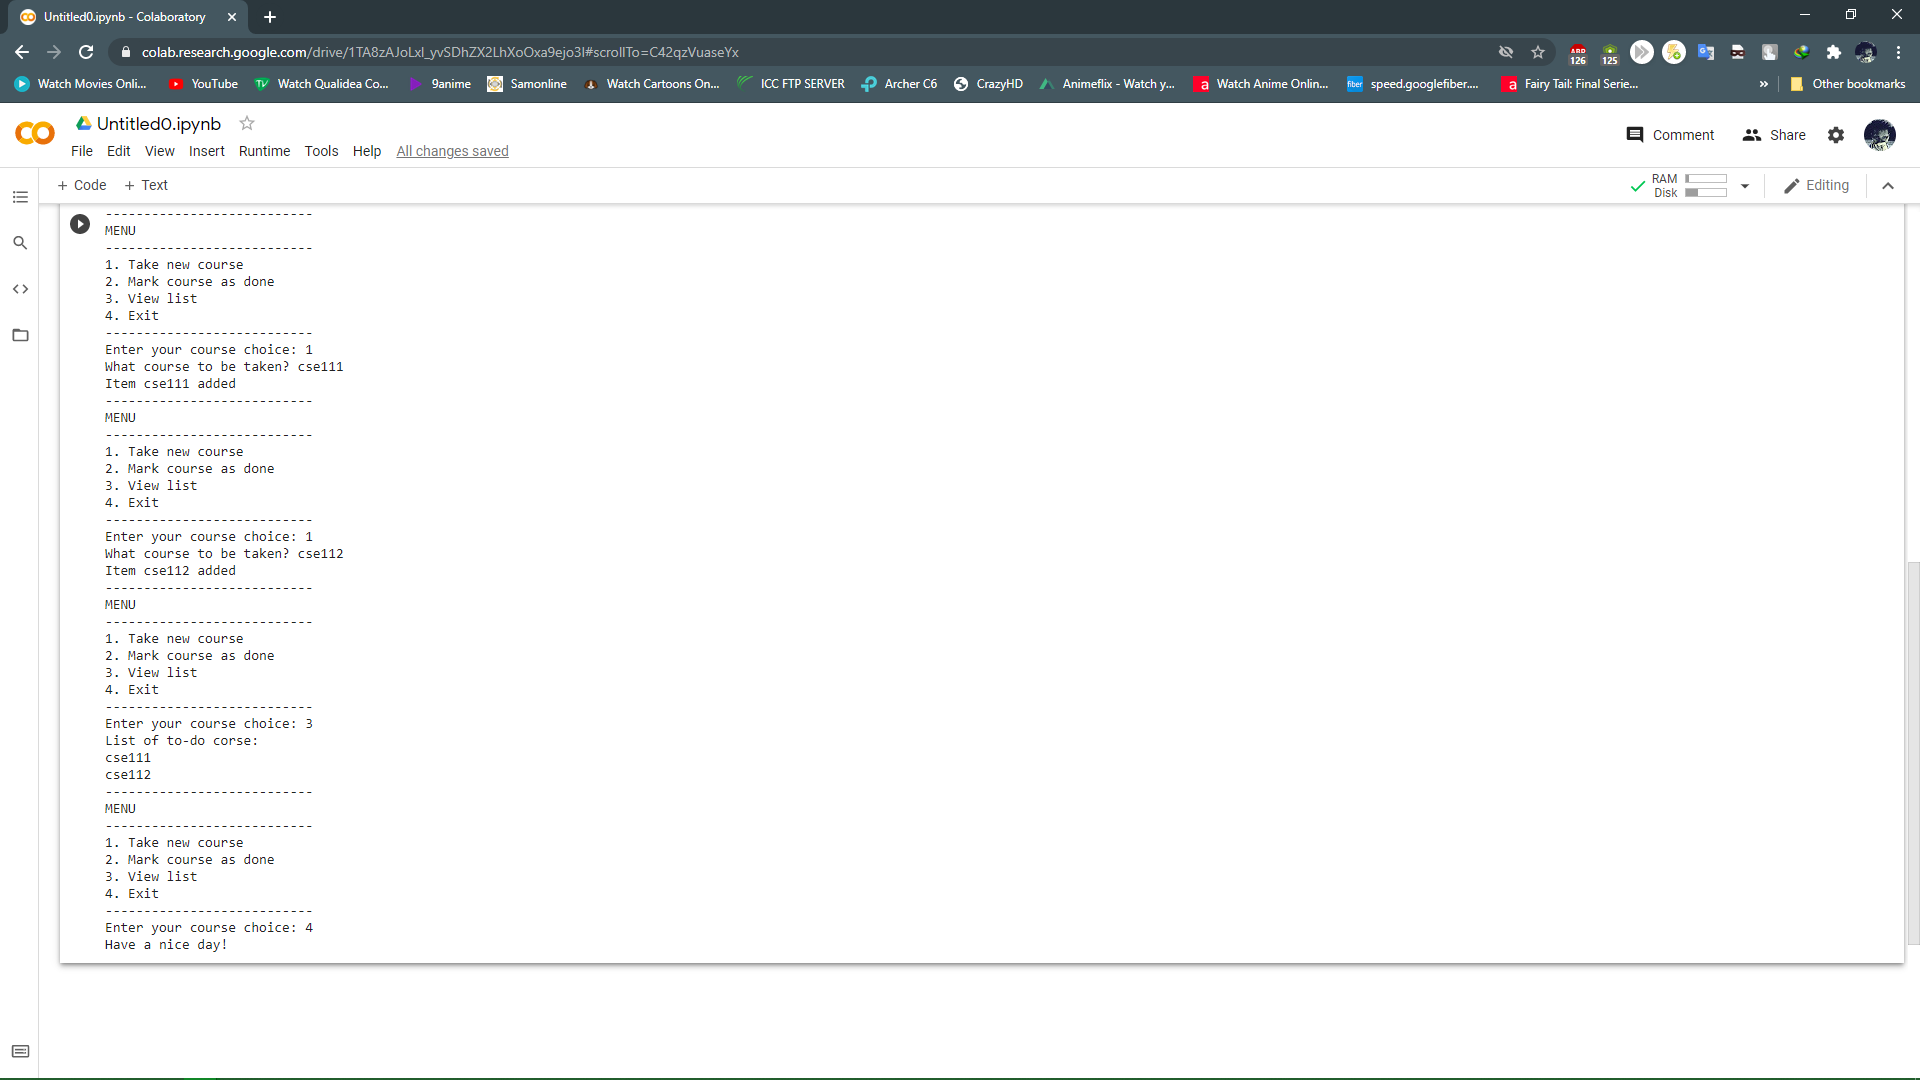 Untitled0.ipynb - Colaboratory
colab.research.google.com/drive/1TA8zAJoLxl_yvSDhZX2LhXoOxa9ejo3I#scrollTo=C42qzVuaseYx
126 125
Watch Movies Onli... YouTube Watch Qualidea Co... 9anime Samonline Watch Cartoons On... ICC FTP SERVER Archer C6 CrazyHD Animeflix - Watch y... Watch Anime Onlin... speed.googlefiber.... Fairy Tail: Final Serie... » Other bookmarks
Untitled0.ipynb
Comment Share
File Edit View Insert Runtime Tools Help All changes saved
+ Code + Text
RAM
Disk
Editing
---------------------------
MENU
---------------------------
1. Take new course
2. Mark course as done
3. View list
4. Exit
---------------------------
Enter your course choice: 1
What course to be taken? cse111
Item cse111 added
---------------------------
MENU
---------------------------
1. Take new course
2. Mark course as done
3. View list
4. Exit
---------------------------
Enter your course choice: 1
What course to be taken? cse112
Item cse112 added
---------------------------
MENU
---------------------------
1. Take new course
2. Mark course as done
3. View list
4. Exit
---------------------------
Enter your course choice: 3
List of to-do corse:
cse111
cse112
---------------------------
MENU
---------------------------
1. Take new course
2. Mark course as done
3. View list
4. Exit
---------------------------
Enter your course choice: 4
Have a nice day!